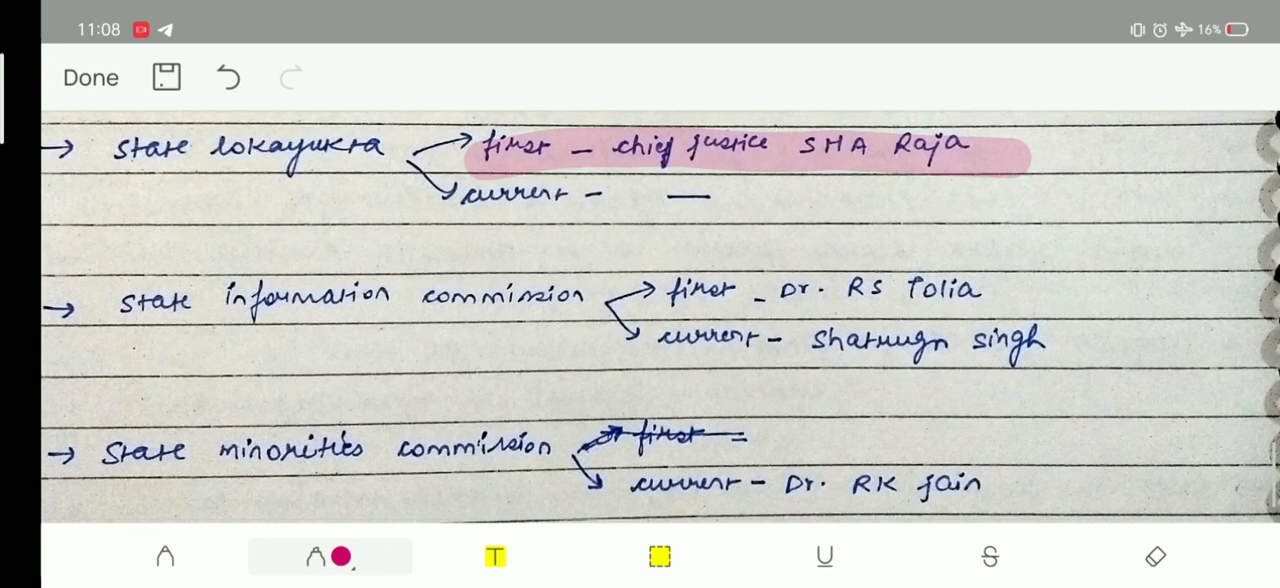 11:08 16%
Done
→ State lokayukta → first - chief justice SHA Raja
→ current - —
→ State information commission → first - Dr. RS Tolia
→ current - Shatrugn singh
→ State minorities commission → first -
→ current - Dr. RK Jain
T U S